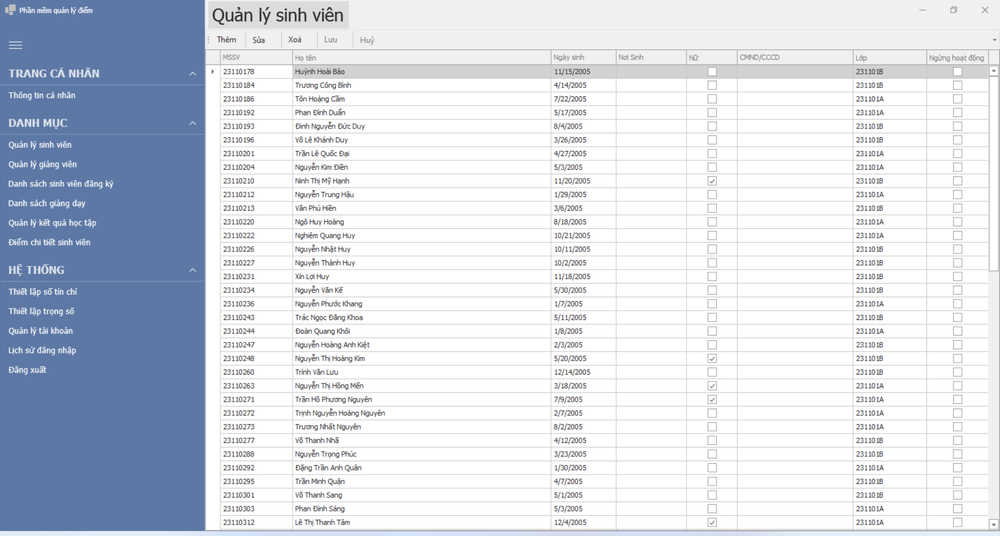 Phần mềm quản lý điểm
TRANG CÁ NHÂN
Thông tin cá nhân
DANH MỤC
Quản lý sinh viên
Quản lý giảng viên
Danh sách sinh viên đăng ký
Danh sách giảng dạy
Quản lý kết quả học tập
Điểm chi tiết sinh viên
HỆ THỐNG
Thiết lập số tín chỉ
Thiết lập trọng số
Quản lý tài khoản
Lịch sử đăng nhập
Đăng xuất
Quản lý sinh viên
Thêm Sửa Xoá Lưu Huỷ
MSSV Họ tên Ngày sinh Nơi Sinh Nữ CMND/CCCD Lớp Ngừng hoạt động
23110178 Huỳnh Hoài Bảo 11/15/2005 231101B
23110184 Trương Công Bình 4/14/2005 231101B
23110186 Tôn Hoàng Cầm 7/22/2005 231101A
23110192 Phan Đình Duẩn 5/17/2005 231101A
23110193 Đinh Nguyễn Đức Duy 8/4/2005 231101B
23110196 Võ Lê Khánh Duy 3/26/2005 231101B
23110201 Trần Lê Quốc Đại 4/27/2005 231101A
23110204 Nguyễn Kim Điền 5/3/2005 231101A
23110210 Ninh Thị Mỹ Hạnh 11/20/2005 231101B
23110212 Nguyễn Trung Hậu 1/29/2005 231101A
23110213 Văn Phú Hiền 3/6/2005 231101B
23110220 Ngô Huy Hoàng 8/18/2005 231101A
23110222 Nghiêm Quang Huy 10/21/2005 231101A
23110226 Nguyễn Nhật Huy 10/11/2005 231101B
23110227 Nguyễn Thành Huy 10/2/2005 231101B
23110231 Xín Lợi Huy 11/18/2005 231101B
23110234 Nguyễn Văn Kế 5/30/2005 231101B
23110236 Nguyễn Phước Khang 1/7/2005 231101A
23110243 Trác Ngọc Đăng Khoa 5/11/2005 231101B
23110244 Đoàn Quang Khôi 1/8/2005 231101A
23110247 Nguyễn Hoàng Anh Kiệt 2/3/2005 231101B
23110248 Nguyễn Thị Hoàng Kim 5/20/2005 231101B
23110260 Trình Văn Lưu 12/14/2005 231101B
23110263 Nguyễn Thị Hồng Mến 3/18/2005 231101A
23110271 Trần Hồ Phương Nguyên 7/9/2005 231101A
23110272 Trịnh Nguyễn Hoàng Nguyên 2/7/2005 231101A
23110273 Trương Nhất Nguyên 8/2/2005 231101A
23110277 Võ Thanh Nhã 4/12/2005 231101B
23110288 Nguyễn Trọng Phúc 3/23/2005 231101B
23110292 Đặng Trần Anh Quân 1/30/2005 231101A
23110295 Trần Minh Quận 4/7/2005 231101B
23110301 Võ Thanh Sang 5/1/2005 231101B
23110303 Phan Đình Sáng 5/3/2005 231101A
23110312 Lê Thị Thanh Tâm 12/4/2005 231101A